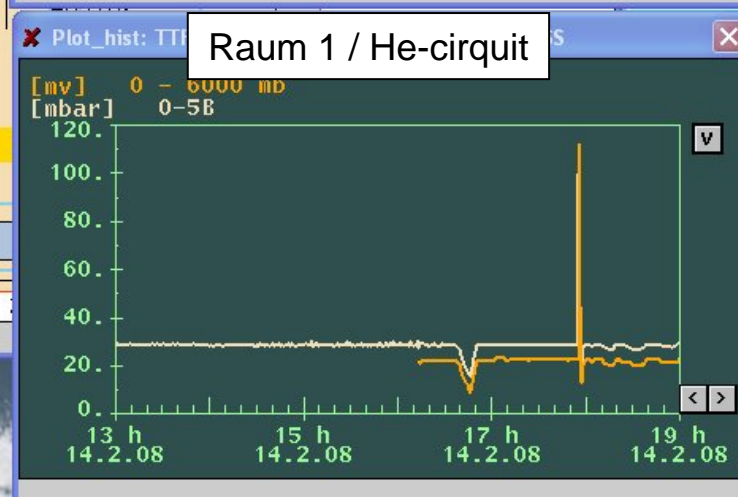 Plot_hist:
Raum 1 / He-cirquit
[mv] 0 - 6000 mb
[mbar] 0-5B
V
120.
100.
80.
60.
40.
20.
0.
< >
13 h 15 h 17 h 19 h
14.2.08 14.2.08 14.2.08 14.2.08